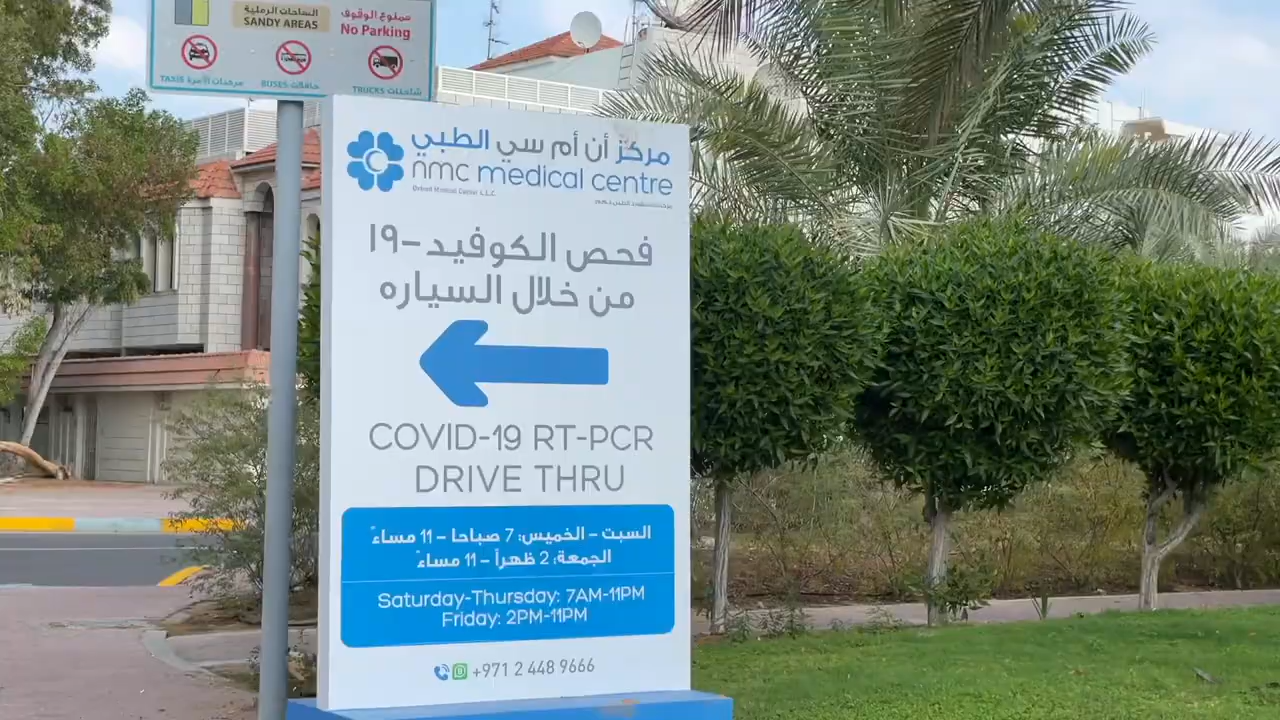 الساحات الرملية
SANDY AREAS
ممنوع الوقوف
No Parking
مركبات الأجرة TAXIS
حافلات BUSES
شاحنات TRUCKS
مركز أن أم سي الطبي
nmc medical centre
فحص الكوفيد-١٩
من خلال السياره
COVID-19 RT-PCR
DRIVE THRU
السبت - الخميس: 7 صباحا - 11 مساءً
الجمعة: 2 ظهراً - 11 مساءً
Saturday-Thursday: 7AM-11PM
Friday: 2PM-11PM
+971 2 448 9666